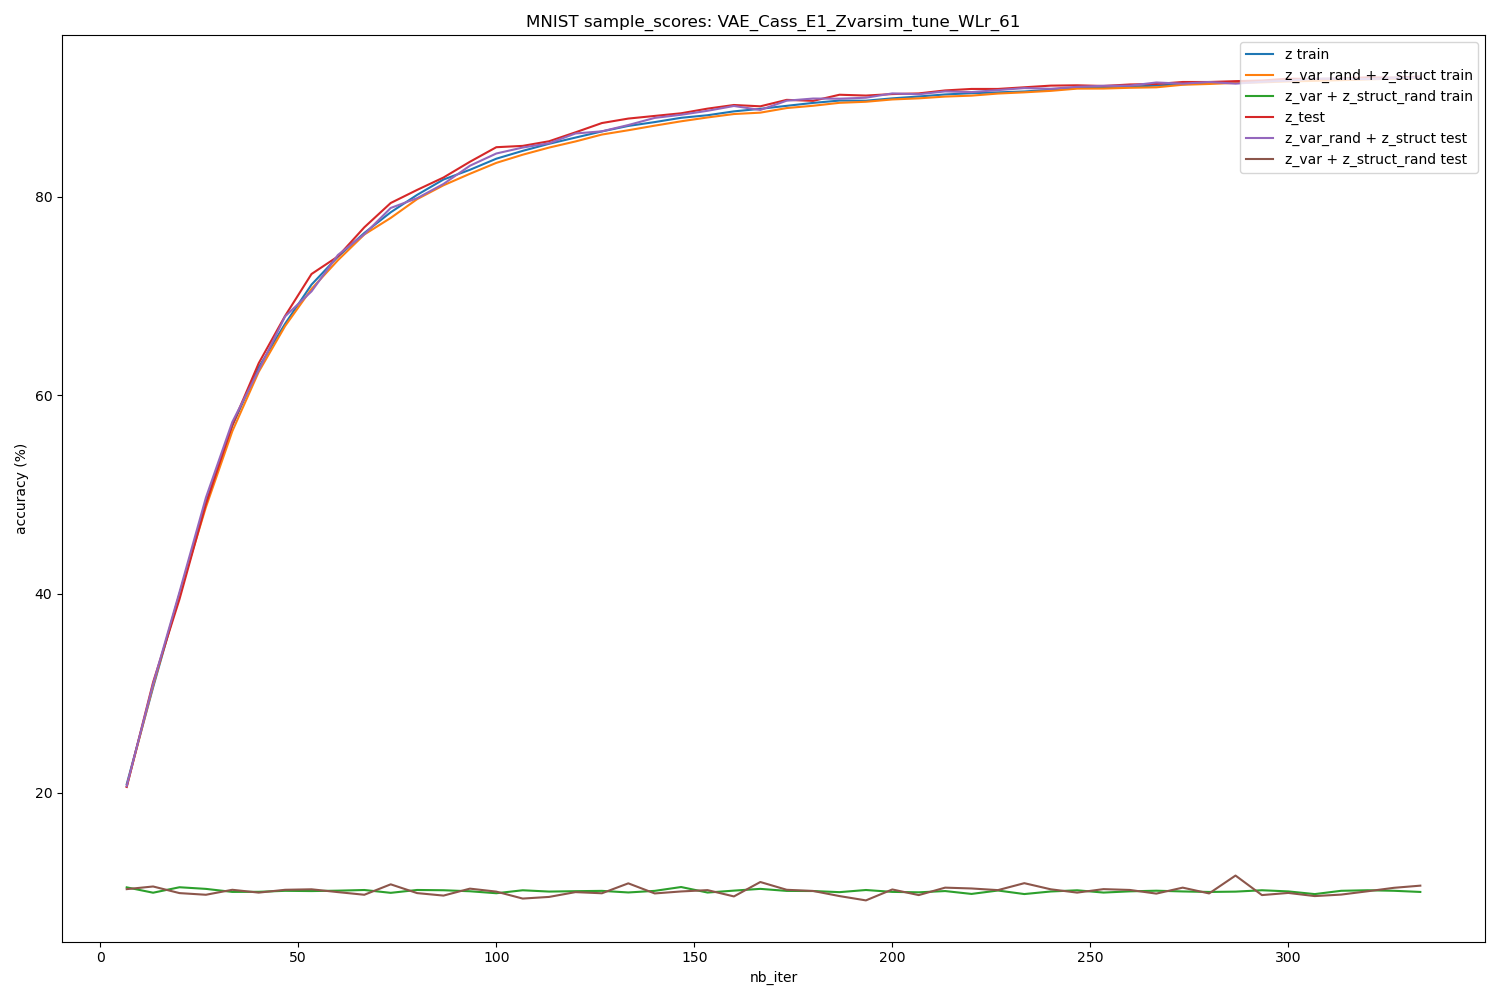 MNIST sample_scores: VAE_Cass_E1_Zvarsim_tune_WLr_61
z train
z_var_rand + z_struct train
z_var + z_struct_rand train
z_test
z_var_rand + z_struct test
z_var + z_struct_rand test
accuracy (%)
80
60
40
20
0
50
100
150
200
250
300
nb_iter